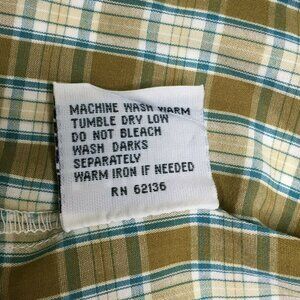 MACHINE WASH WARM
TUMBLE DRY LOW
DO NOT BLEACH
WASH DARKS
SEPARATELY
WARM IRON IF NEEDED
RN 62136